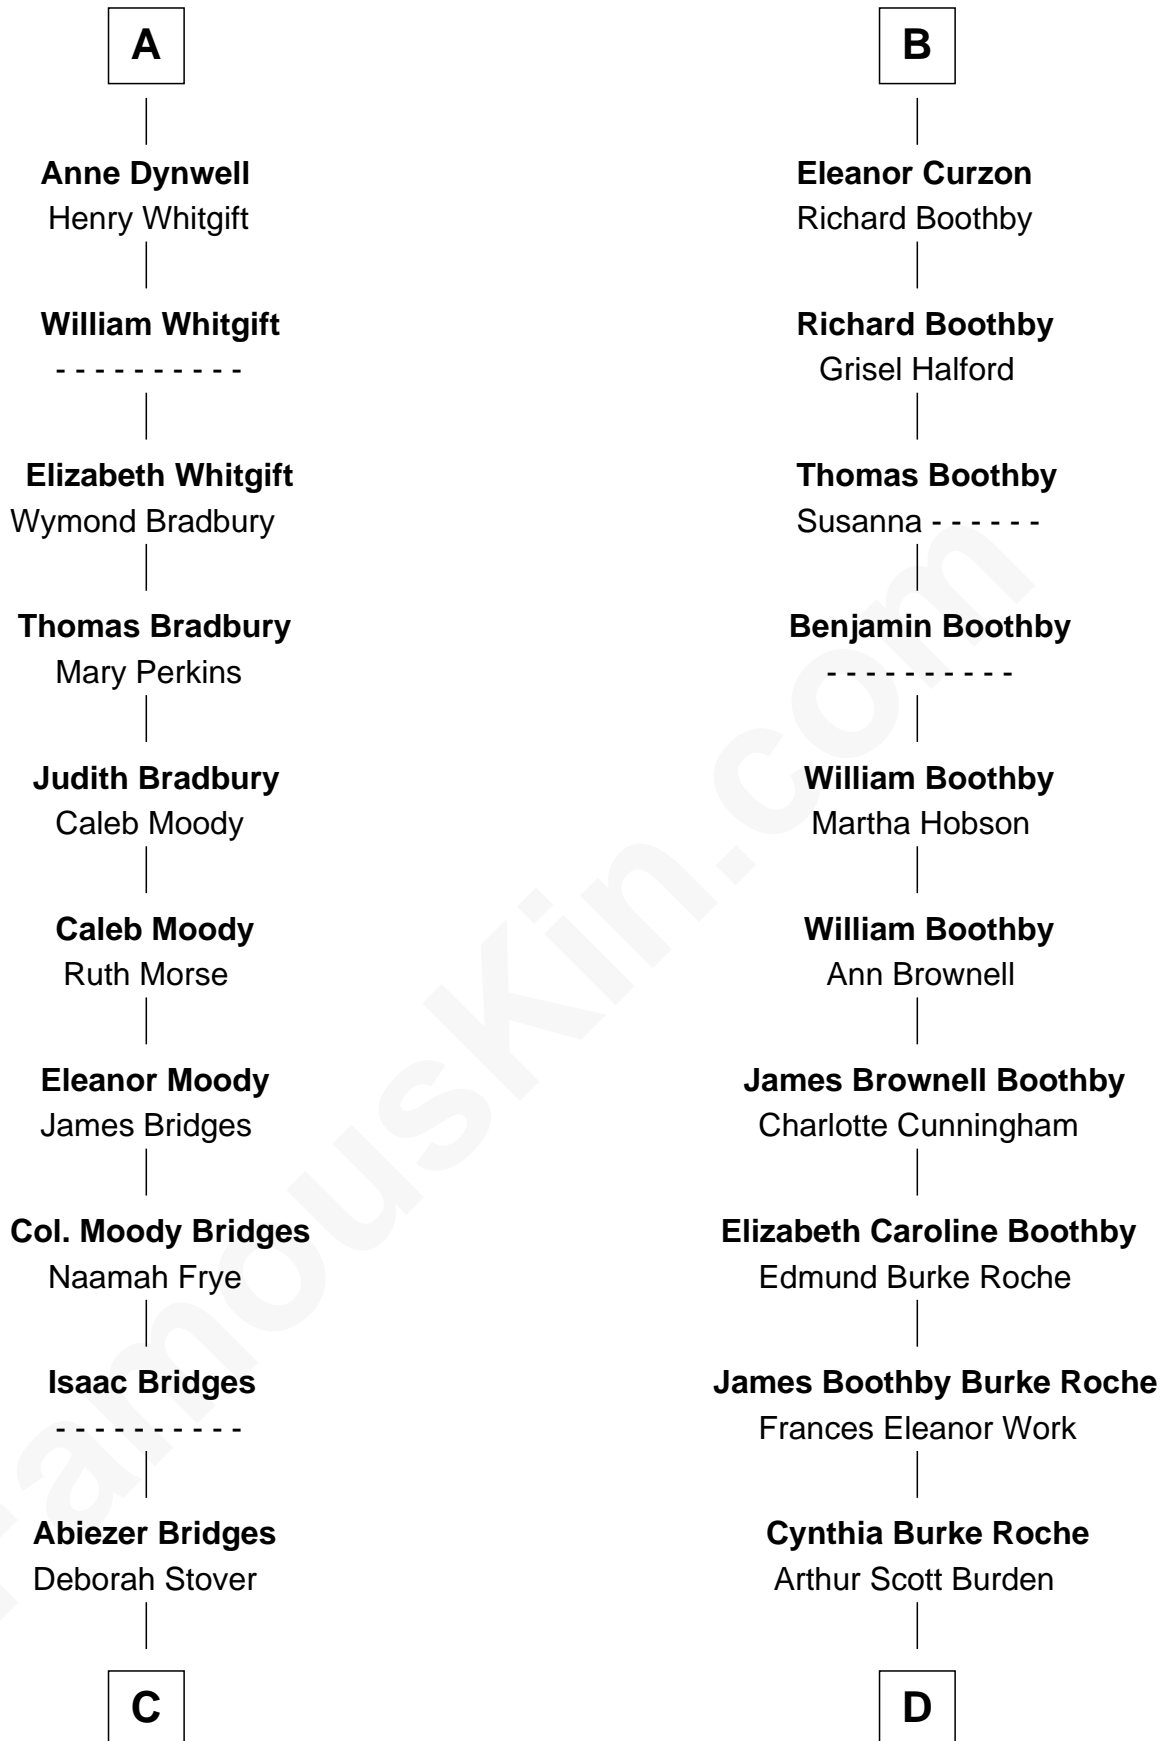 A
Anne Dynwell
Henry Whitgift
William Whitgift
- - - - - - - - - -
Elizabeth Whitgift
Wymond Bradbury
Thomas Bradbury
Mary Perkins
Judith Bradbury
Caleb Moody
Caleb Moody
Ruth Morse
Eleanor Moody
James Bridges
Col. Moody Bridges
Naamah Frye
Isaac Bridges
- - - - - - - - - -
Abiezer Bridges
Deborah Stover
C
B
Eleanor Curzon
Richard Boothby
Richard Boothby
Grisel Halford
Thomas Boothby
Susanna - - - - - -
Benjamin Boothby
- - - - - - - - - -
William Boothby
Martha Hobson
William Boothby
Ann Brownell
James Brownell Boothby
Charlotte Cunningham
Elizabeth Caroline Boothby
Edmund Burke Roche
James Boothby Burke Roche
Frances Eleanor Work
Cynthia Burke Roche
Arthur Scott Burden
D
FamousKin.com